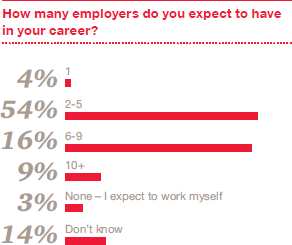 How many employers do you expect to have
in your career?
4% 1
54% 2-5
16% 6-9
9% 10+
3% None – I expect to work myself
14% Don't know